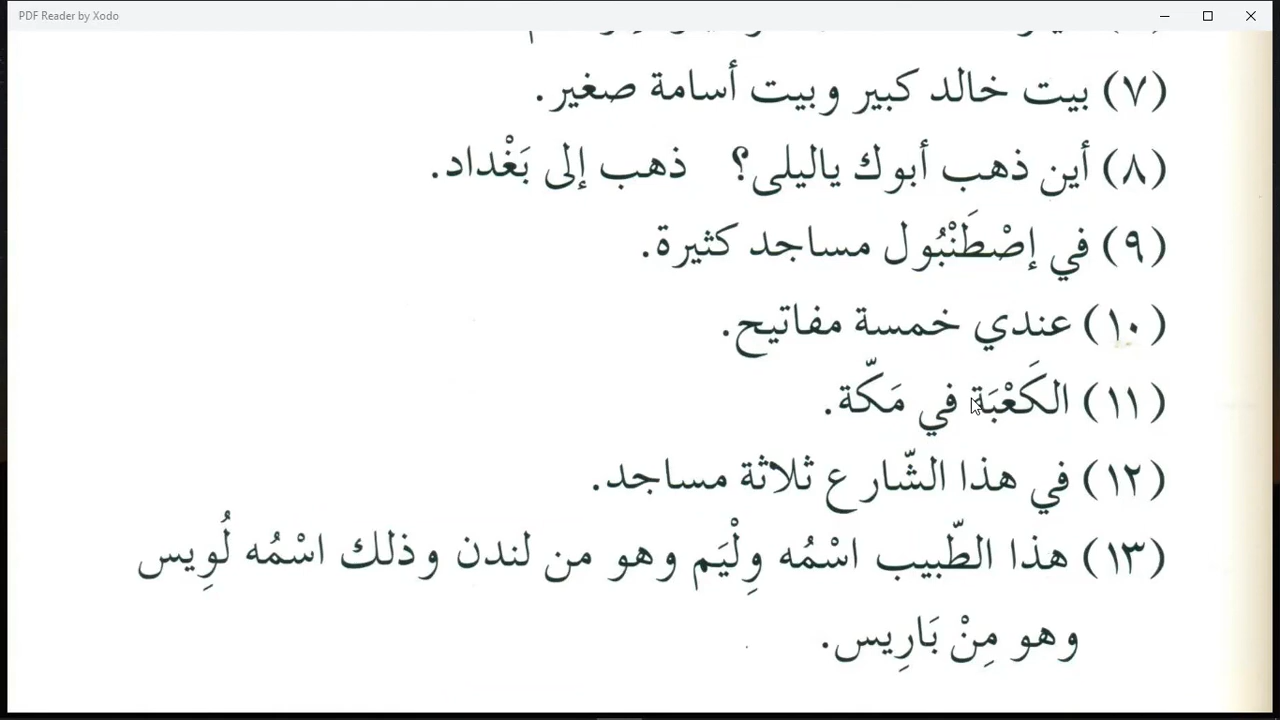 PDF Reader by Xodo
(٧) بيت خالد كبير وبيت أسامة صغير.
(٨) أين ذهب أبوك ياليلى؟ ذهب إلى بَغْداد.
(٩) في إصْطَنْبُول مساجد كثيرة.
(١٠) عندي خمسة مفاتيح.
(١١) الكَعْبَة في مَكّة.
(١٢) في هذا الشّارع ثلاثة مساجد.
(١٣) هذا الطّبيب اسْمُه وِلْيَم وهو من لندن وذلك اسْمُه لُوِيس
وهو مِنْ بَارِيس.